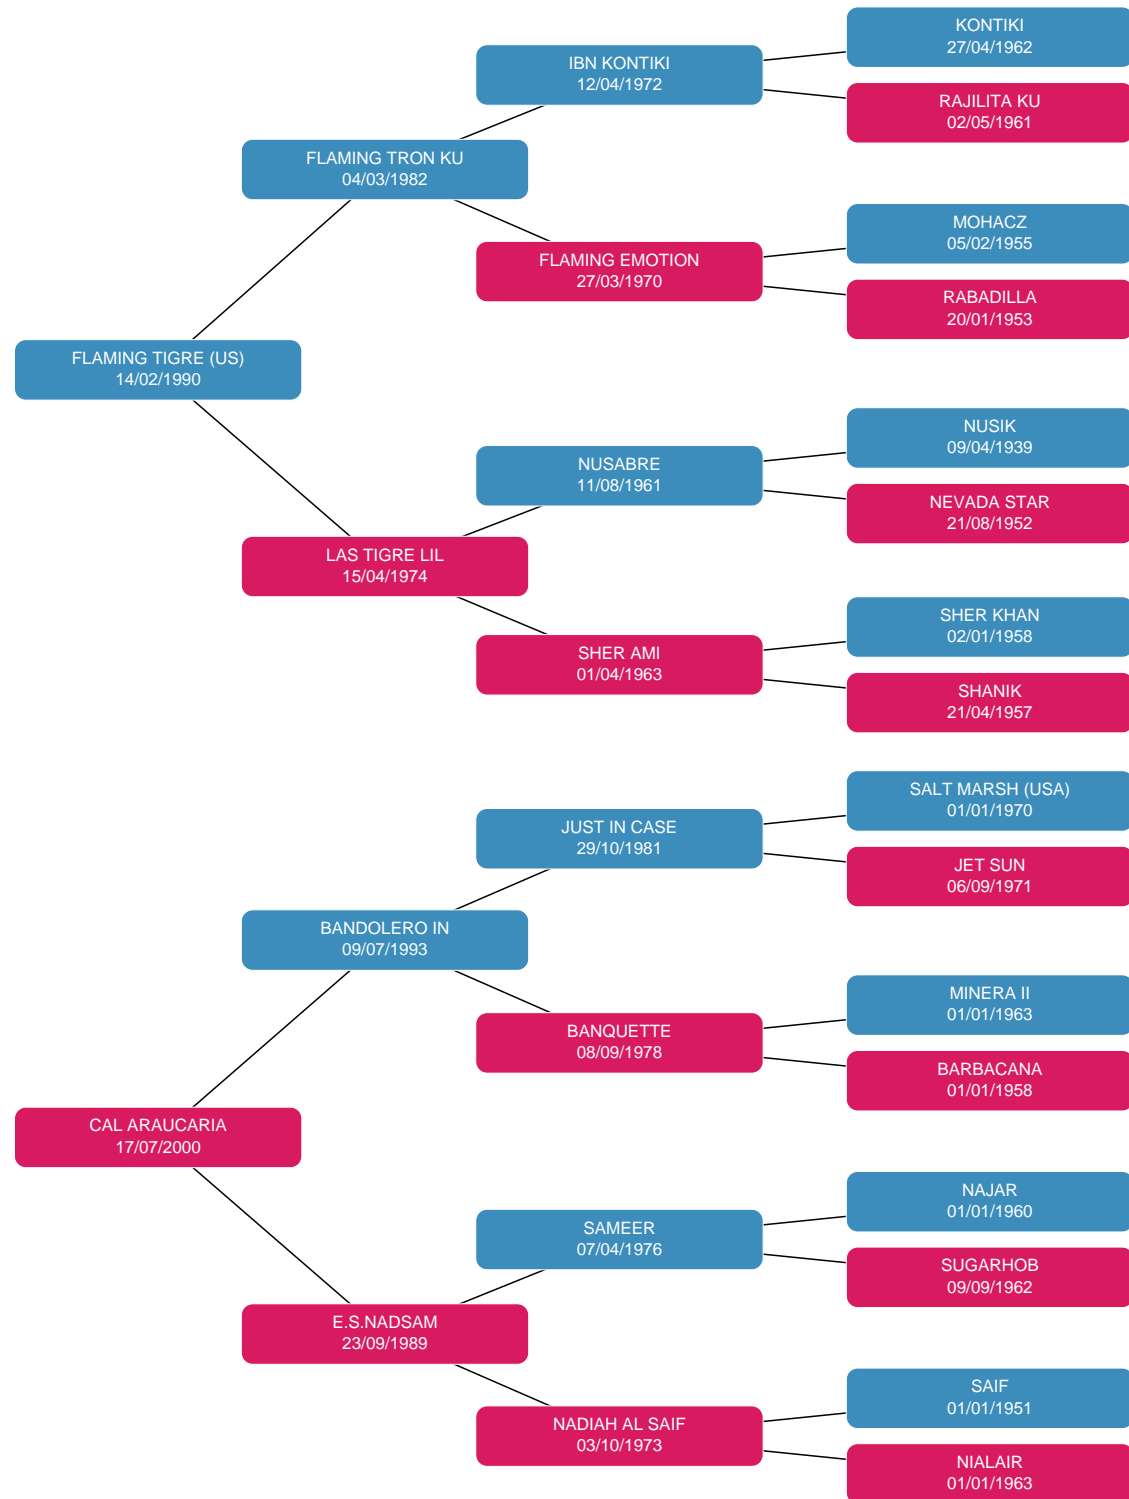 KONTIKI
27/04/1962
IBN KONTIKI
12/04/1972
RAJILITA KU
02/05/1961
FLAMING TRON KU
04/03/1982
MOHACZ
05/02/1955
FLAMING EMOTION
27/03/1970
RABADILLA
20/01/1953
FLAMING TIGRE (US)
14/02/1990
NUSIK
09/04/1939
NUSABRE
11/08/1961
NEVADA STAR
21/08/1952
LAS TIGRE LIL
15/04/1974
SHER KHAN
02/01/1958
SHER AMI
01/04/1963
SHANIK
21/04/1957
SALT MARSH (USA)
01/01/1970
JUST IN CASE
29/10/1981
JET SUN
06/09/1971
BANDOLERO IN
09/07/1993
MINERA II
01/01/1963
BANQUETTE
08/09/1978
BARBACANA
01/01/1958
CAL ARAUCARIA
17/07/2000
NAJAR
01/01/1960
SAMEER
07/04/1976
SUGARHOB
09/09/1962
E.S.NADSAM
23/09/1989
SAIF
01/01/1951
NADIAH AL SAIF
03/10/1973
NIALAIR
01/01/1963